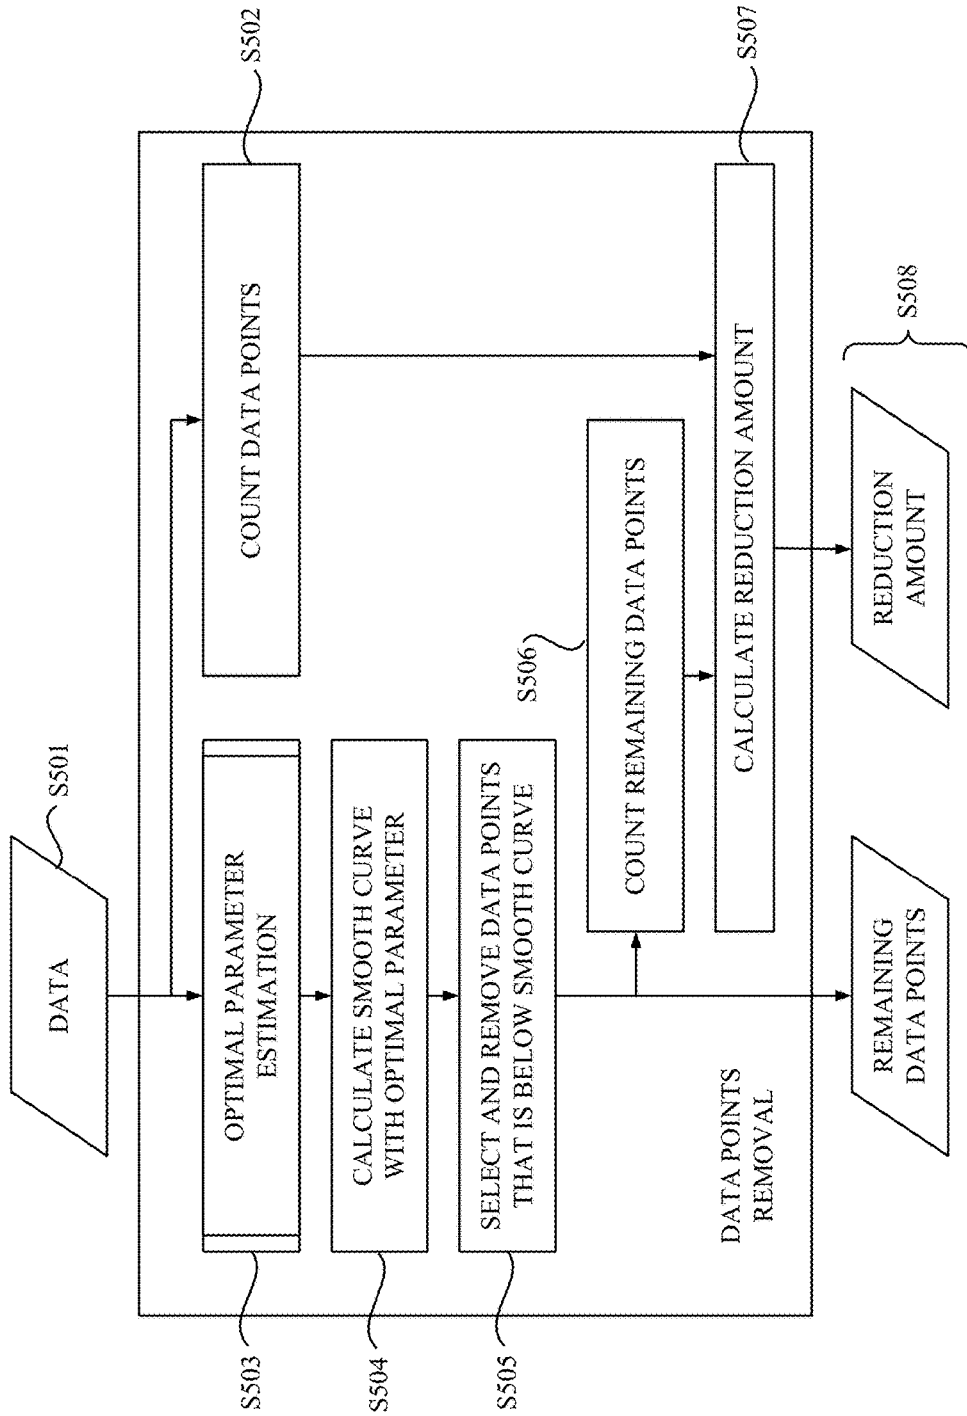 DATA
S501
S502
COUNT DATA POINTS
S503
OPTIMAL PARAMETER
ESTIMATION
S504
CALCULATE SMOOTH CURVE
WITH OPTIMAL PARAMETER
S505
SELECT AND REMOVE DATA POINTS
THAT IS BELOW SMOOTH CURVE
S506
COUNT REMAINING DATA POINTS
S507
CALCULATE REDUCTION AMOUNT
DATA POINTS
REMOVAL
REMAINING
DATA POINTS
REDUCTION
AMOUNT
S508